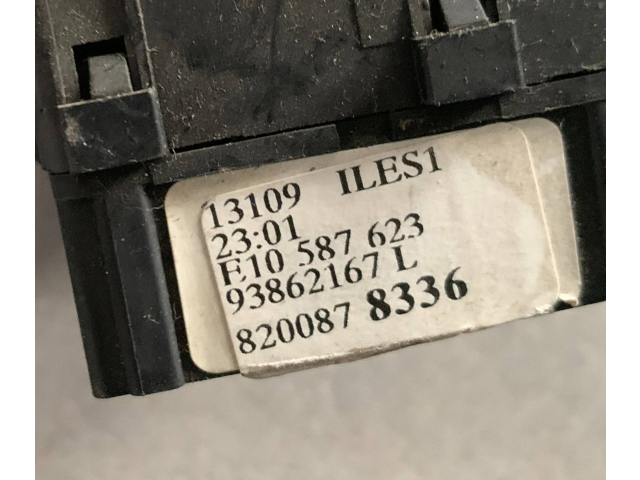 13109 ILES1
23:01
E10 587 623
93862167 L
820087 8336